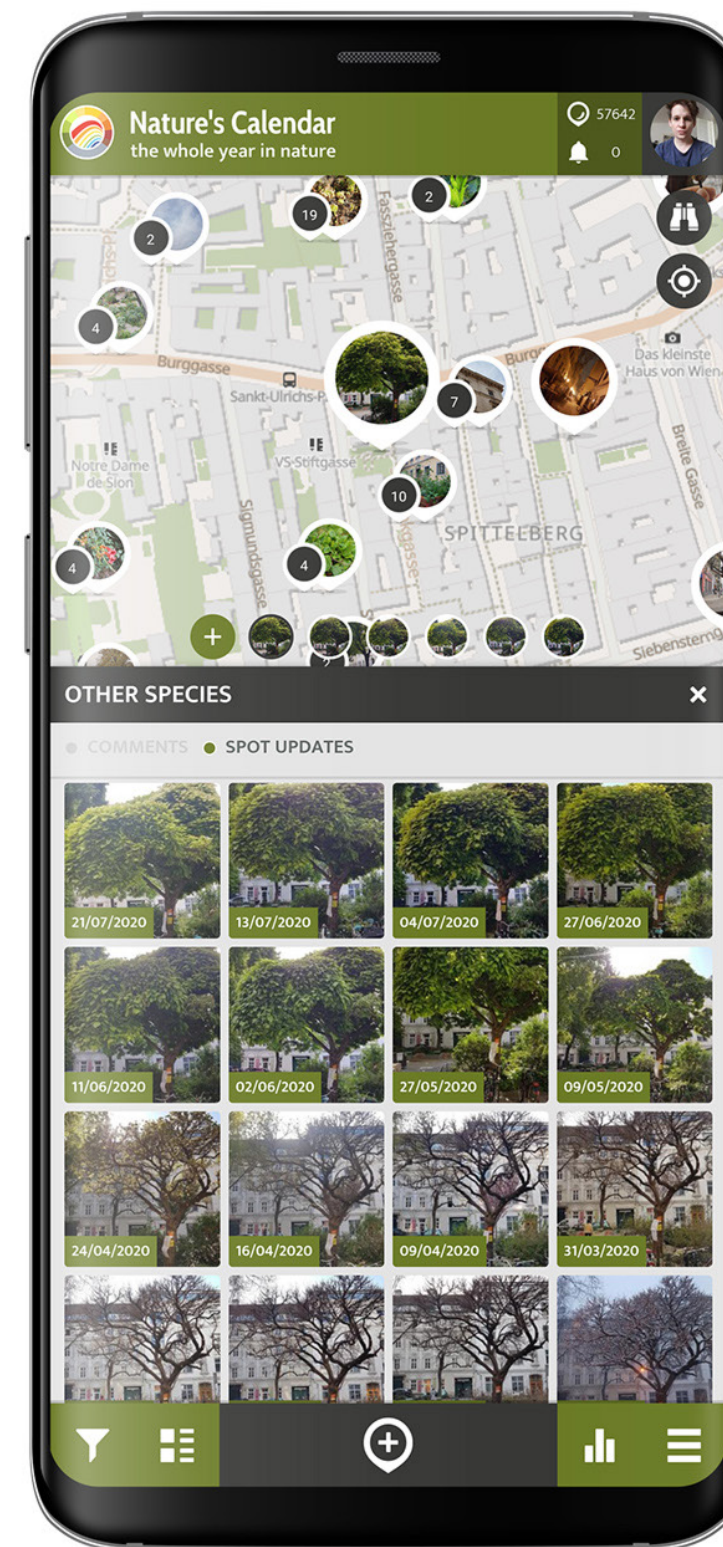 Nature's Calendar
the whole year in nature
57642
0
2
19
2
Fassziehergasse
4
Burggasse
Sankt-Ulrichs-P
7
Das kleinste
Haus von Wien
Notre Dame
de Sion
VS-Stiftgasse
10
Breite Gasse
Sigmundsgasse
SPITTELBERG
4
4
Siebensterng
OTHER SPECIES
COMMENTS
SPOT UPDATES
21/07/2020
13/07/2020
04/07/2020
27/06/2020
11/06/2020
02/06/2020
27/05/2020
09/05/2020
24/04/2020
16/04/2020
09/04/2020
31/03/2020